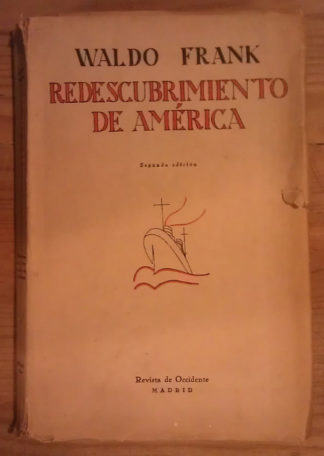 WALDO FRANK
REDESCUBRIMIENTO
DE AMÉRICA
Segunda edición
Revista de Occidente
MADRID